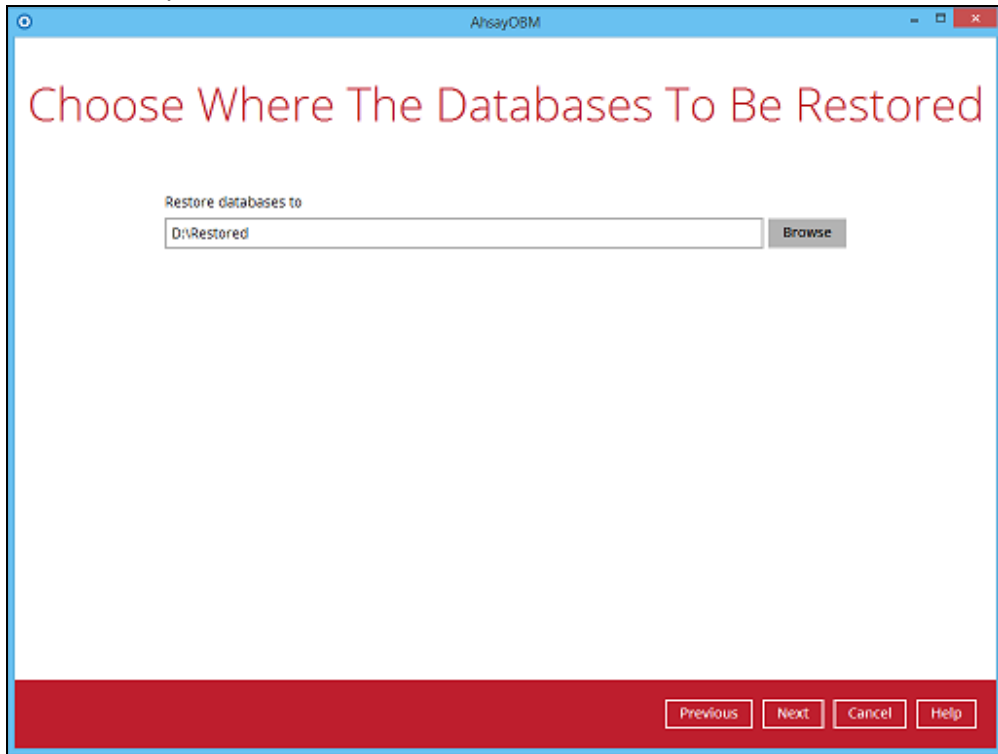 AhsayOBM
Choose Where The Databases To Be Restored
Restore databases to
D:\Restored
Browse
Previous
Next
Cancel
Help